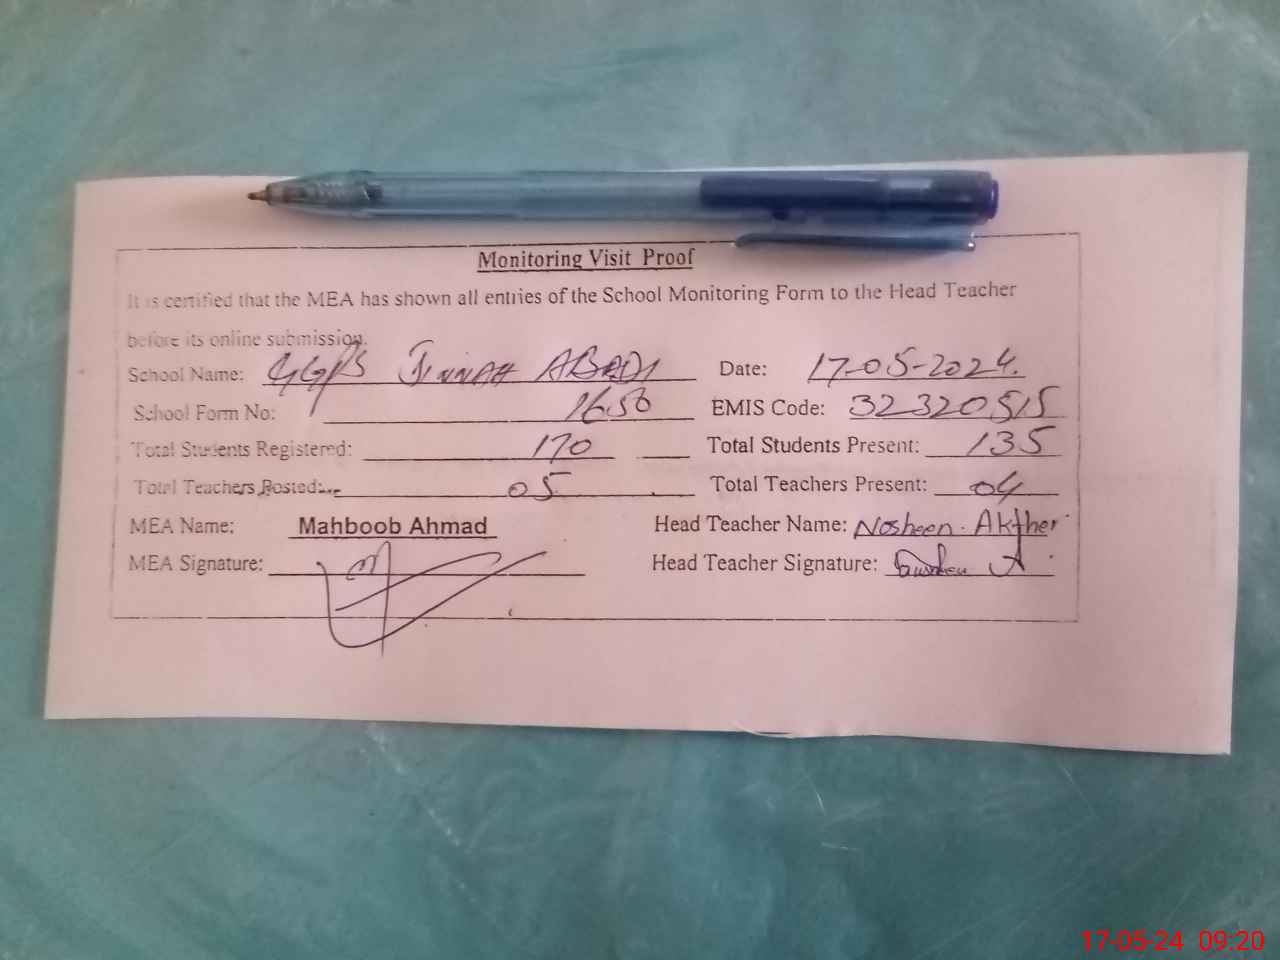 Monitoring Visit Proof
It is certified that the MEA has shown all entries of the School Monitoring Form to the Head Teacher
before its online submission.
School Name: GGPS JINNAH ABADI Date: 17-05-2024.
School Form No: 1650 EMIS Code: 32320515
Total Students Registered: 170 Total Students Present: 135
Total Teachers Posted: 05 Total Teachers Present: 04
MEA Name: Mahboob Ahmad Head Teacher Name: Nosheen Akther
MEA Signature: Head Teacher Signature:
17-05-24 09:20